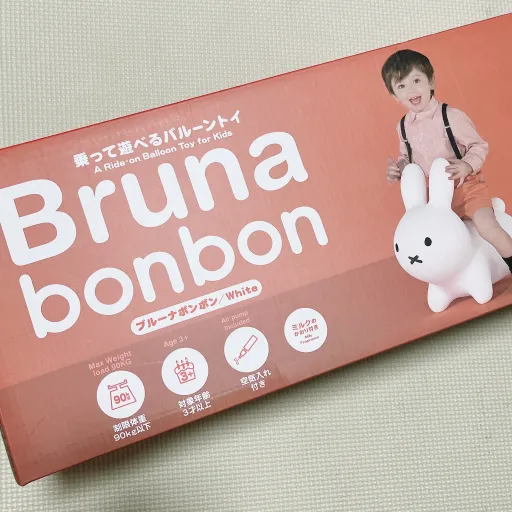 乗って遊べるバルーントイ
A Ride-on Balloon Toy for Kids
Bruna
bonbon
ブルーナボンボン/White
Max Weight
load 90KG
90
制限体重
90kg以下
Age 3+
3+
対象年齢
3才以上
Air pump
Included
空気入れ
付き
ミルクの
かおり付き
Milk
Fragrance